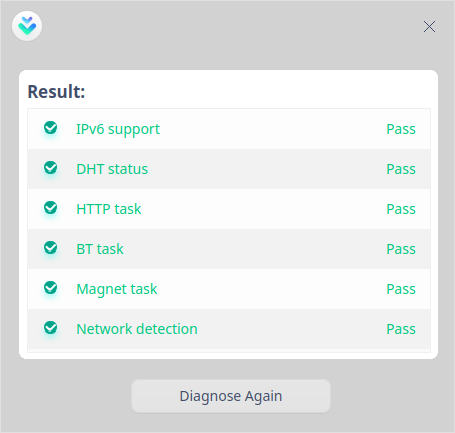 Result:
IPv6 support Pass
DHT status Pass
HTTP task Pass
BT task Pass
Magnet task Pass
Network detection Pass
Diagnose Again